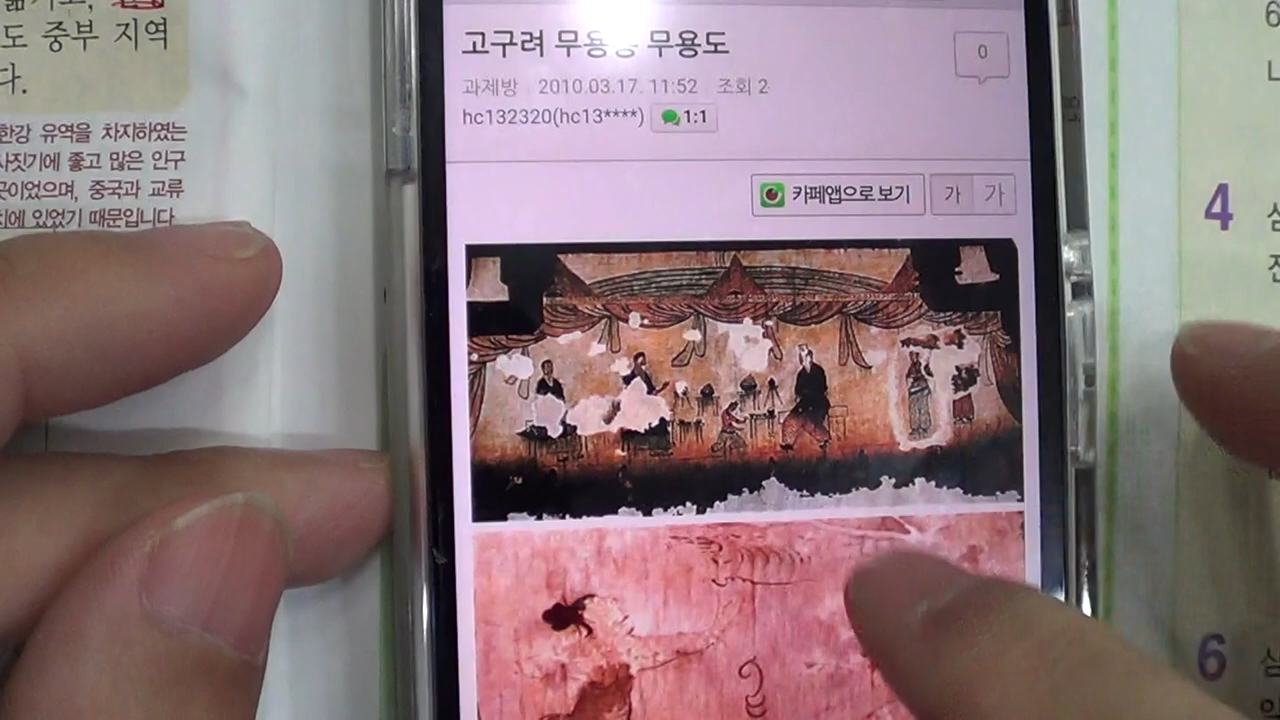 도 중부 지역
다.
한강 유역을 차지하였는
사짓기에 좋고 많은 인구
곳이었으며, 중국과 교류
치에 있었기 때문입니다.
고구려 무용총 무용도
0
과제방 2010.03.17. 11:52 조회 2
hc132320(hc13****) 1:1
카페앱으로 보기 가 가
6
4
6